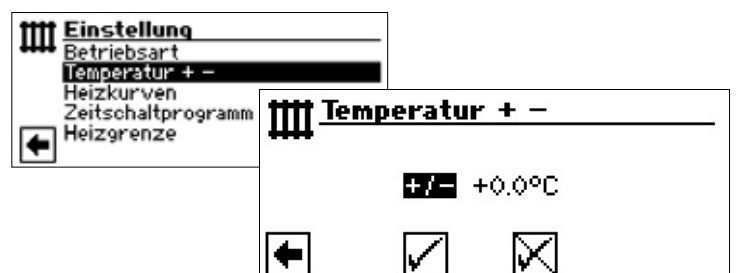 Einstellung
Betriebsart
Temperatur + −
Heizkurven
Zeitschaltprogramm
Heizgrenze
Temperatur + −
+/− +0.0°C